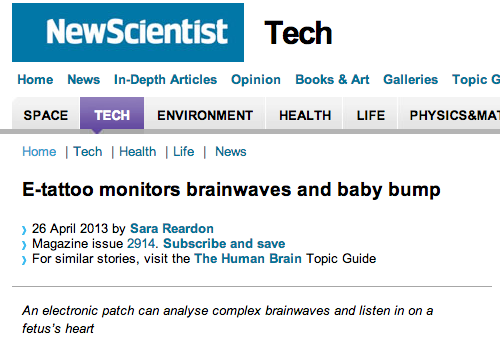 NewScientist Tech
Home News In-Depth Articles Opinion Books & Art Galleries Topic G
SPACE TECH ENVIRONMENT HEALTH LIFE PHYSICS&MA
Home | Tech | Health | Life | News
E-tattoo monitors brainwaves and baby bump
26 April 2013 by Sara Reardon
Magazine issue 2914. Subscribe and save
For similar stories, visit the The Human Brain Topic Guide
An electronic patch can analyse complex brainwaves and listen in on a
fetus's heart